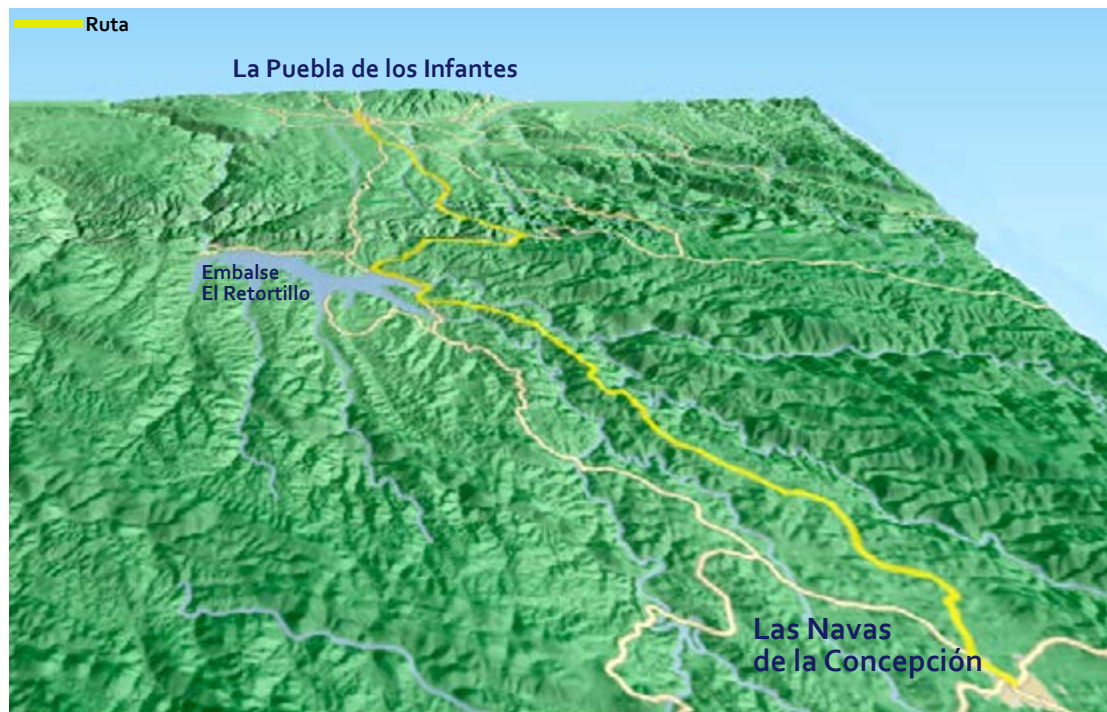 Ruta
La Puebla de los Infantes
Embalse
El Retortillo
Las Navas
de la Concepción